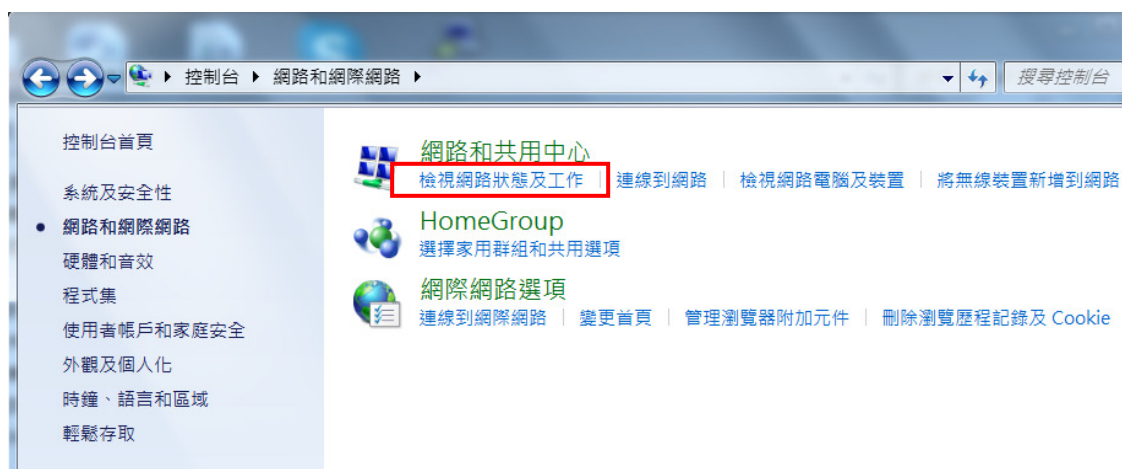 控制台 ▸ 網路和網際網路 ▸ 搜尋控制台
控制台首頁
系統及安全性
網路和網際網路
硬體和音效
程式集
使用者帳戶和家庭安全
外觀及個人化
時鐘、語言和區域
輕鬆存取
網路和共用中心
檢視網路狀態及工作 | 連線到網路 | 檢視網路電腦及裝置 | 將無線裝置新增到網路
HomeGroup
選擇家用群組和共用選項
網際網路選項
連線到網際網路 | 變更首頁 | 管理瀏覽器附加元件 | 刪除瀏覽歷程記錄及 Cookie